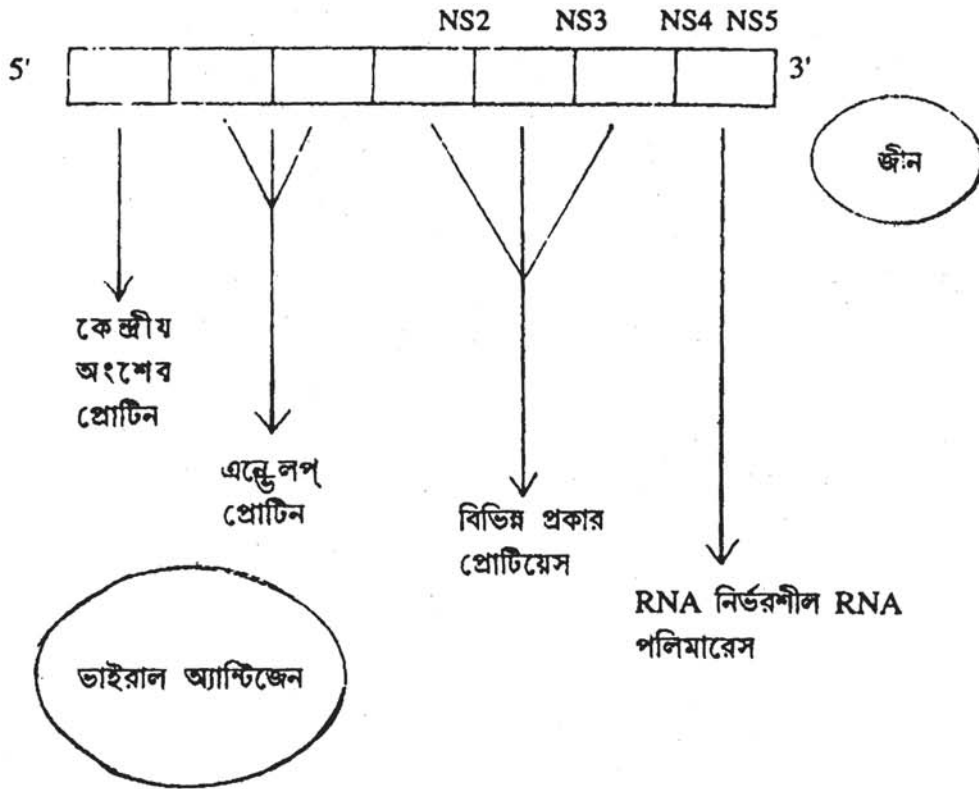 NS2 NS3 NS4 NS5
5' 3'
জীন
কেন্দ্রীয়
অংশের
প্রোটিন
এন্ভেলপ্
প্রোটিন
বিভিন্ন প্রকার
প্রোটিয়েস
RNA নির্ভরশীল RNA
পলিমারেস
ভাইরাল অ্যান্টিজেন